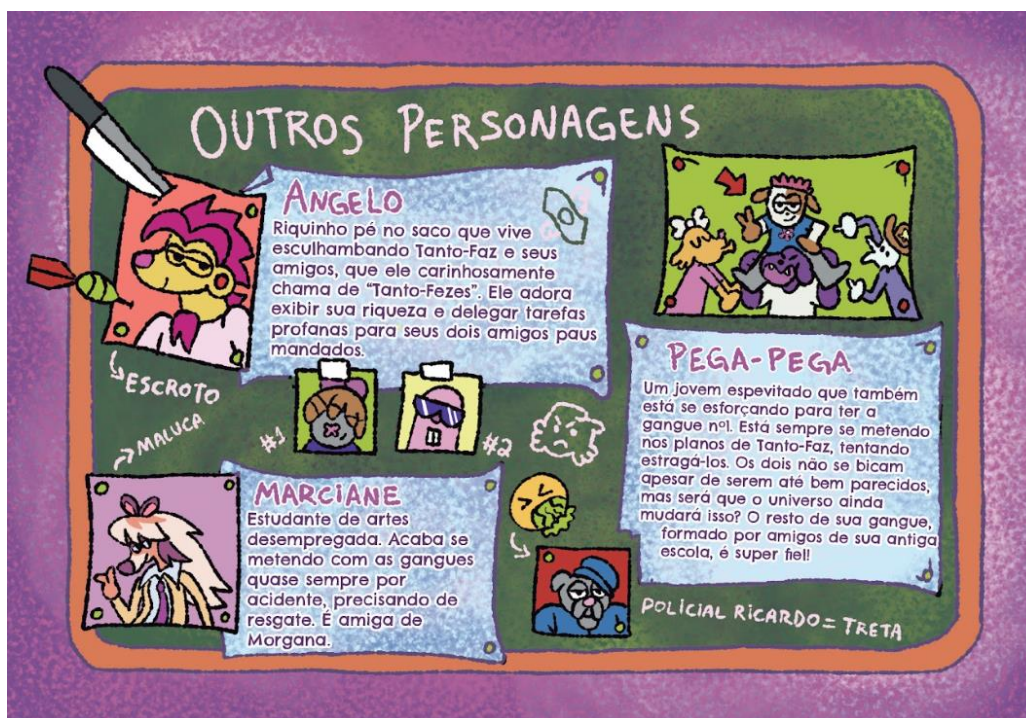 OUTROS PERSONAGENS
ANGELO
Riquinho pé no saco que vive
esculhambando Tanto-Faz e seus
amigos, que ele carinhosamente
chama de “Tanto-Fezes”. Ele adora
exibir sua riqueza e delegar tarefas
profanas para seus dois amigos paus
mandados.
ESCROTO
#1
#2
MALUCA
MARCIANE
Estudante de artes
desempregada. Acaba se
metendo com as gangues
quase sempre por
acidente, precisando de
resgate. É amiga de
Morgana.
PEGA-PEGA
Um jovem espevitado que também
está se esforçando para ter a
gangue nº1. Está sempre se metendo
nos planos de Tanto-Faz, tentando
estragá-los. Os dois não se bicam
apesar de serem até bem parecidos,
mas será que o universo ainda
mudará isso? O resto de sua gangue,
formado por amigos de sua antiga
escola, é super fiel!
POLICIAL RICARDO = TRETA